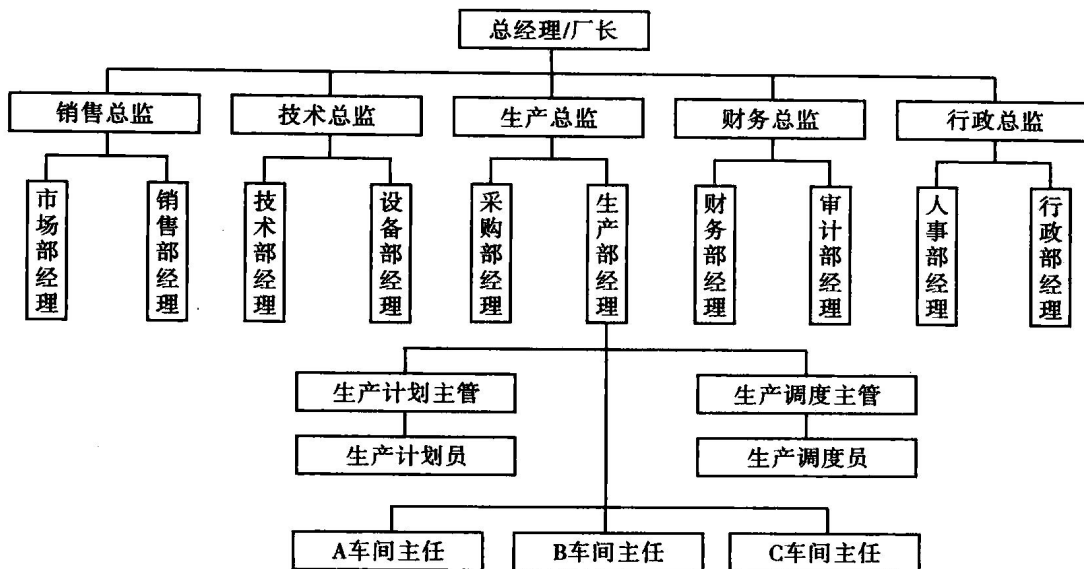 总经理/厂长
销售总监
技术总监
生产总监
财务总监
行政总监
市场部经理
销售部经理
技术部经理
设备部经理
采购部经理
生产部经理
财务部经理
审计部经理
人事部经理
行政部经理
生产计划主管
生产调度主管
生产计划员
生产调度员
A车间主任
B车间主任
C车间主任